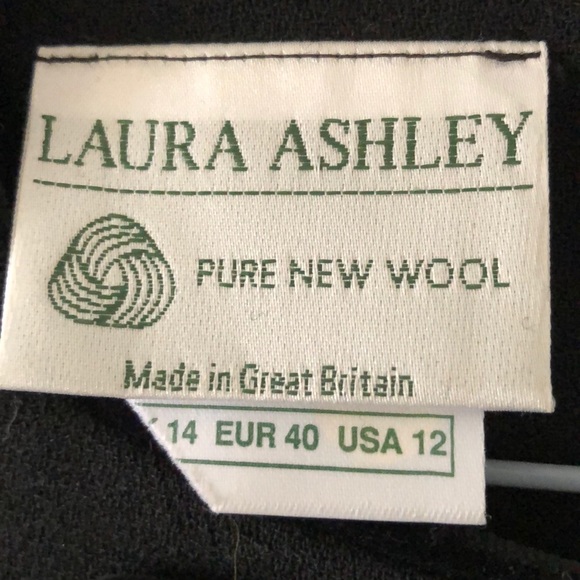 LAURA ASHLEY
PURE NEW WOOL
Made in Great Britain
14 EUR 40 USA 12